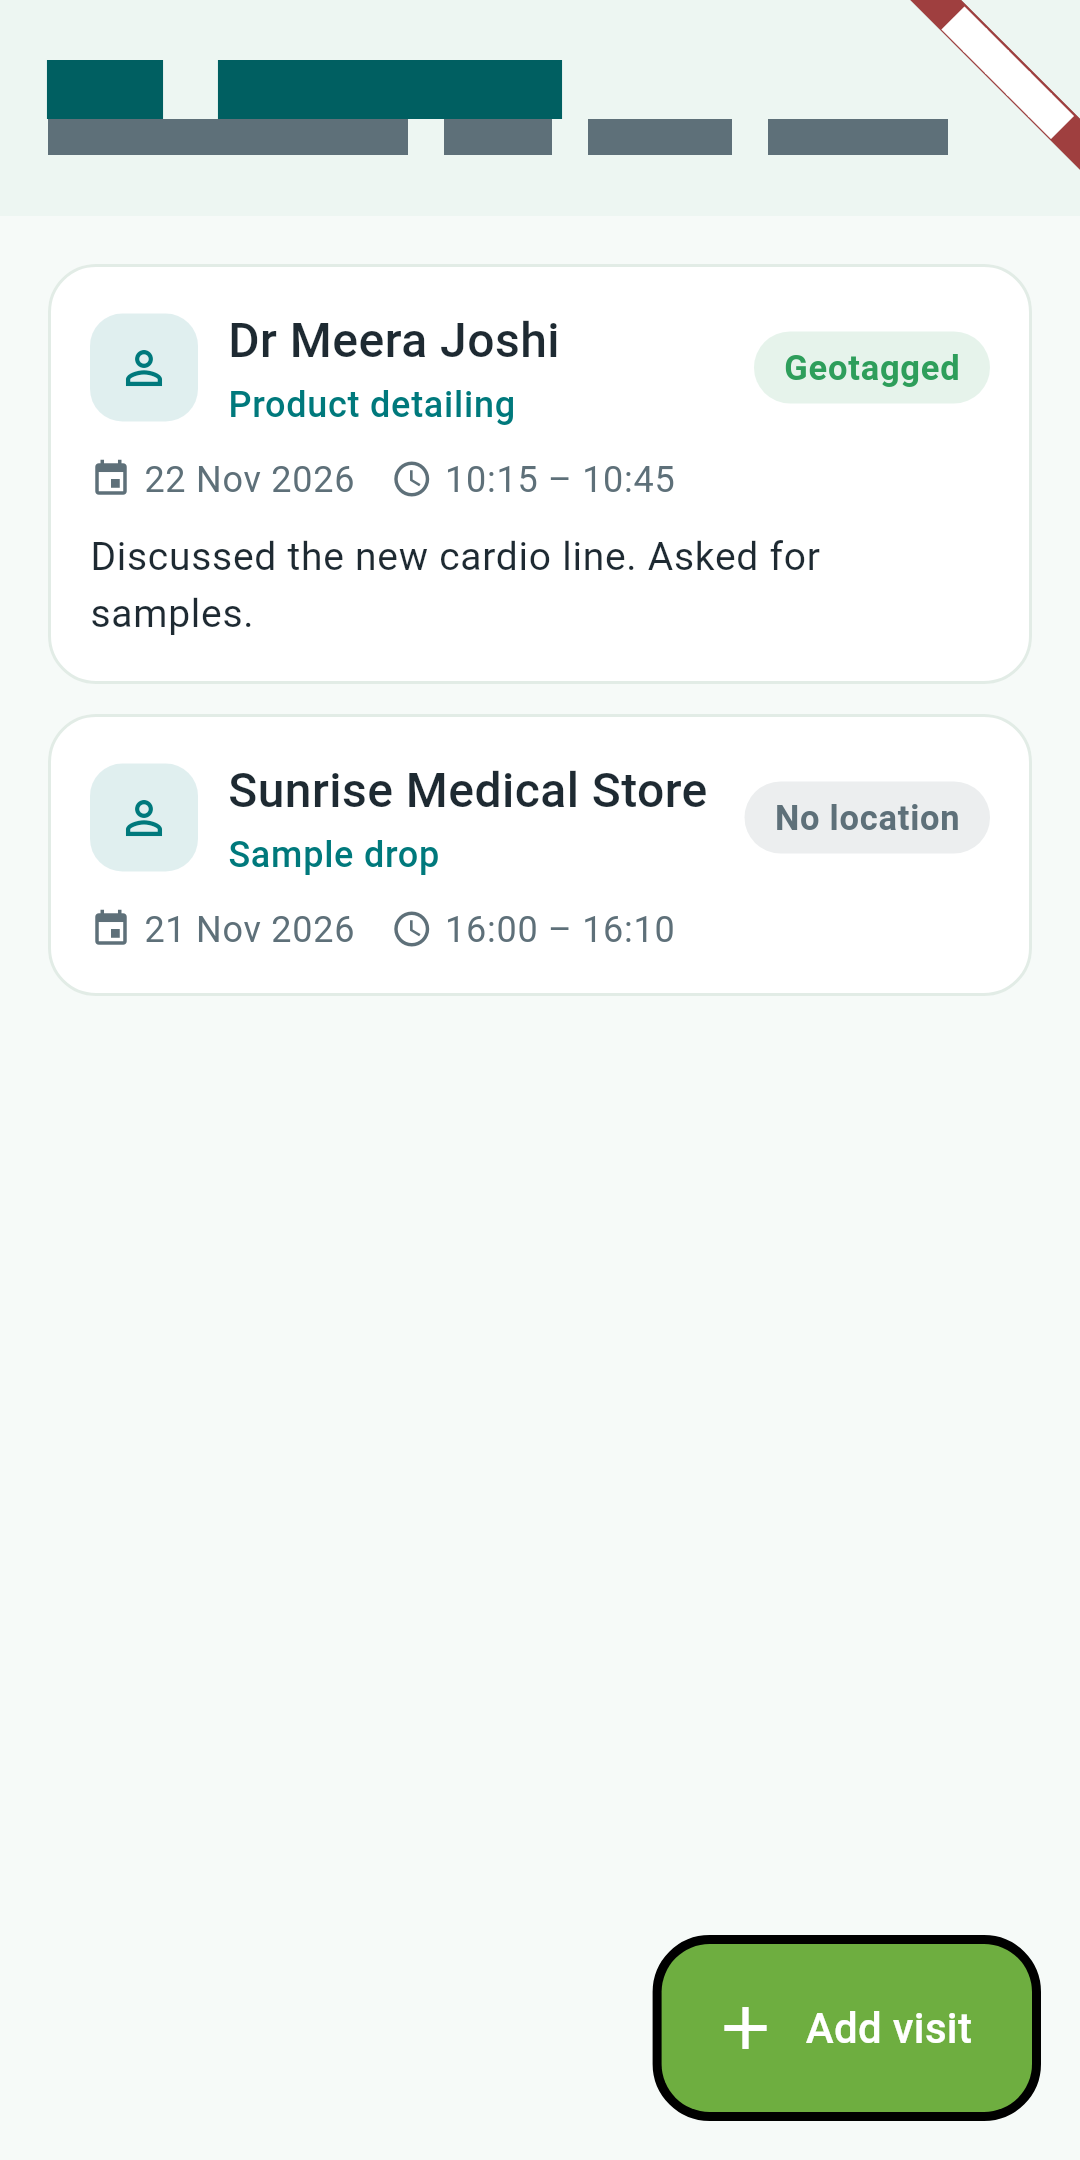 Dr Meera Joshi
Product detailing
Geotagged
22 Nov 2026 10:15 – 10:45
Discussed the new cardio line. Asked for
samples.
Sunrise Medical Store
Sample drop
No location
21 Nov 2026 16:00 – 16:10
Add visit